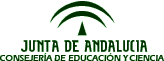 JUNTA DE ANDALUCIA
CONSEJERÍA DE EDUCACIÓN Y CIENCIA